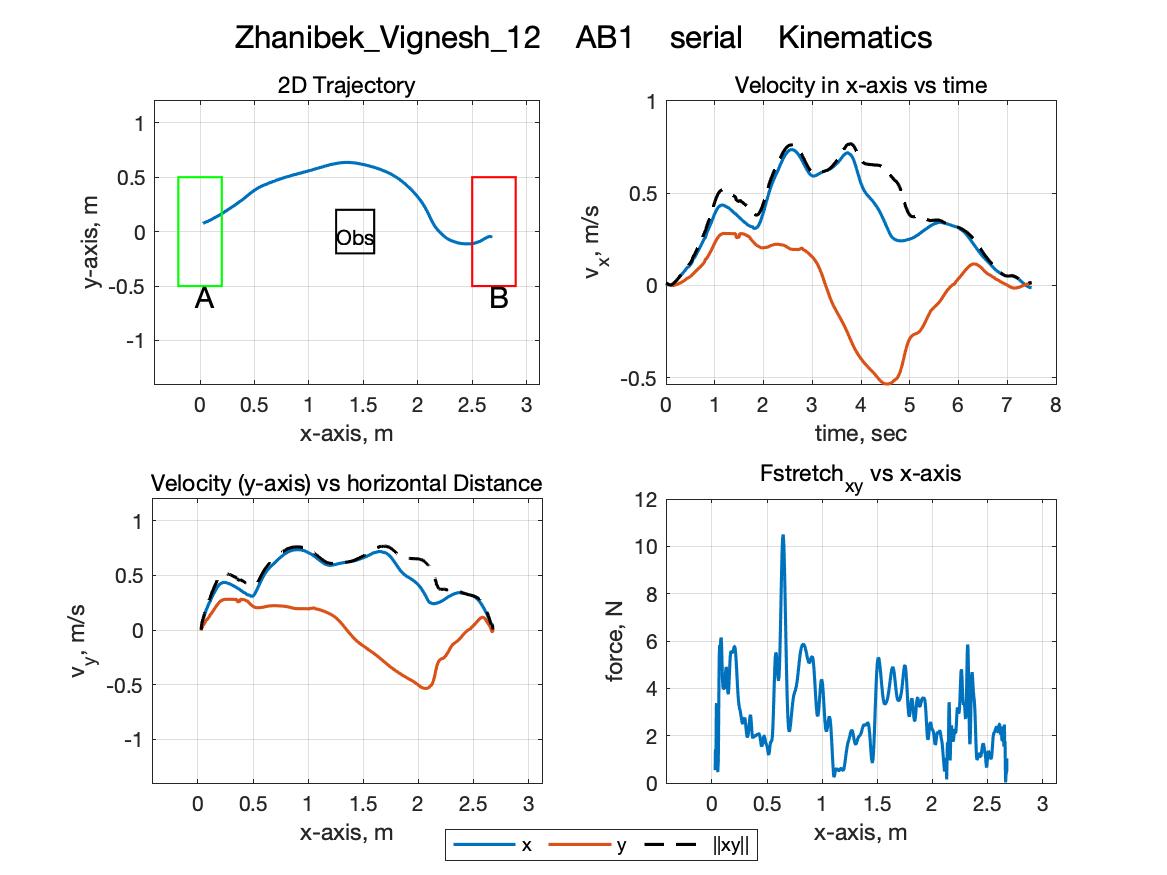 Zhanibek_Vignesh_12 AB1 serial Kinematics
2D Trajectory
1
0.5
0
-0.5
-1
y-axis, m
A
Obs
B
0 0.5 1 1.5 2 2.5 3
x-axis, m
Velocity in x-axis vs time
1
0.5
0
-0.5
vx, m/s
0 1 2 3 4 5 6 7 8
time, sec
Velocity (y-axis) vs horizontal Distance
1
0.5
0
-0.5
-1
vy, m/s
0 0.5 1 1.5 2 2.5 3
x-axis, m
Fstretchxy vs x-axis
12
10
8
6
4
2
0
force, N
0 0.5 1 1.5 2 2.5 3
x-axis, m
x y ||xy||